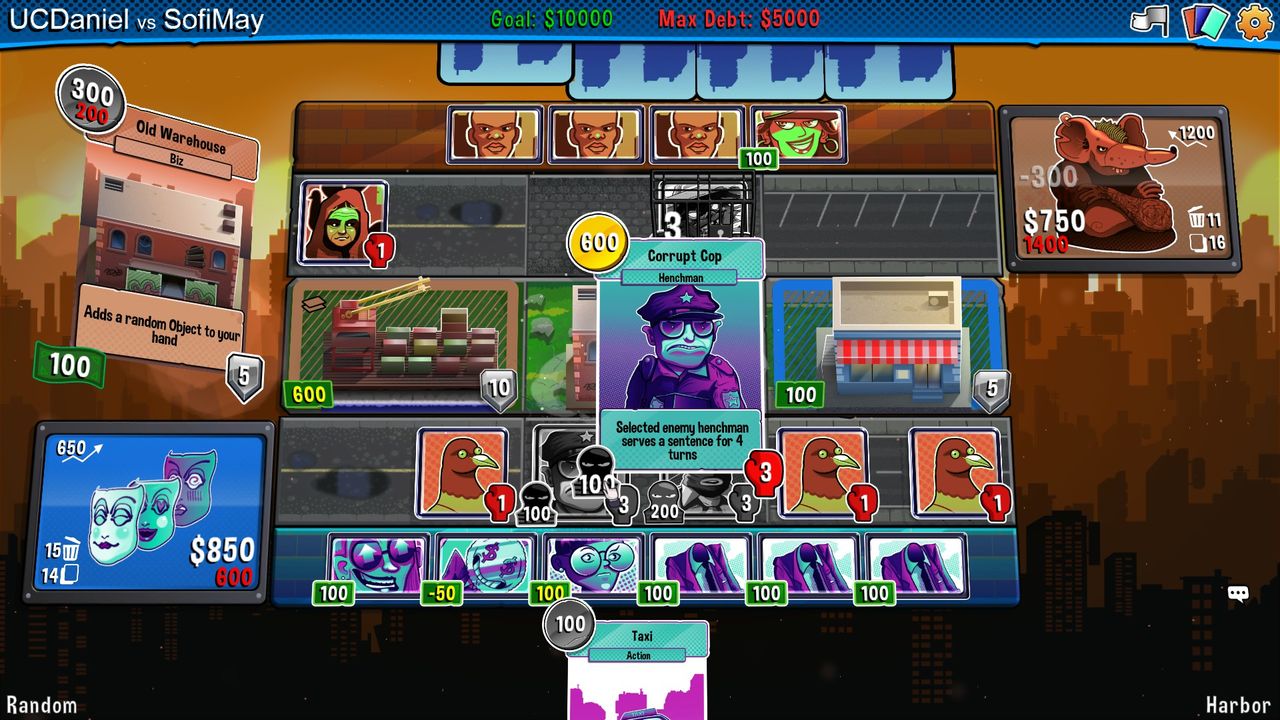 UCDaniel vs SofiMay
Goal: $10000
Max Debt: $5000
300
200
Old Warehouse
Biz
Adds a random Object to your
hand
100
5
100
1200
-300
$750
1400
11
16
1
3
600
Corrupt Cop
Henchman
Selected enemy henchman
serves a sentence for 4
turns
3
600
10
100
5
650
15
14
$850
600
1
100
100
3
200
3
1
1
100
-50
100
100
100
100
100
Taxi
Action
TAXI
Random
Harbor